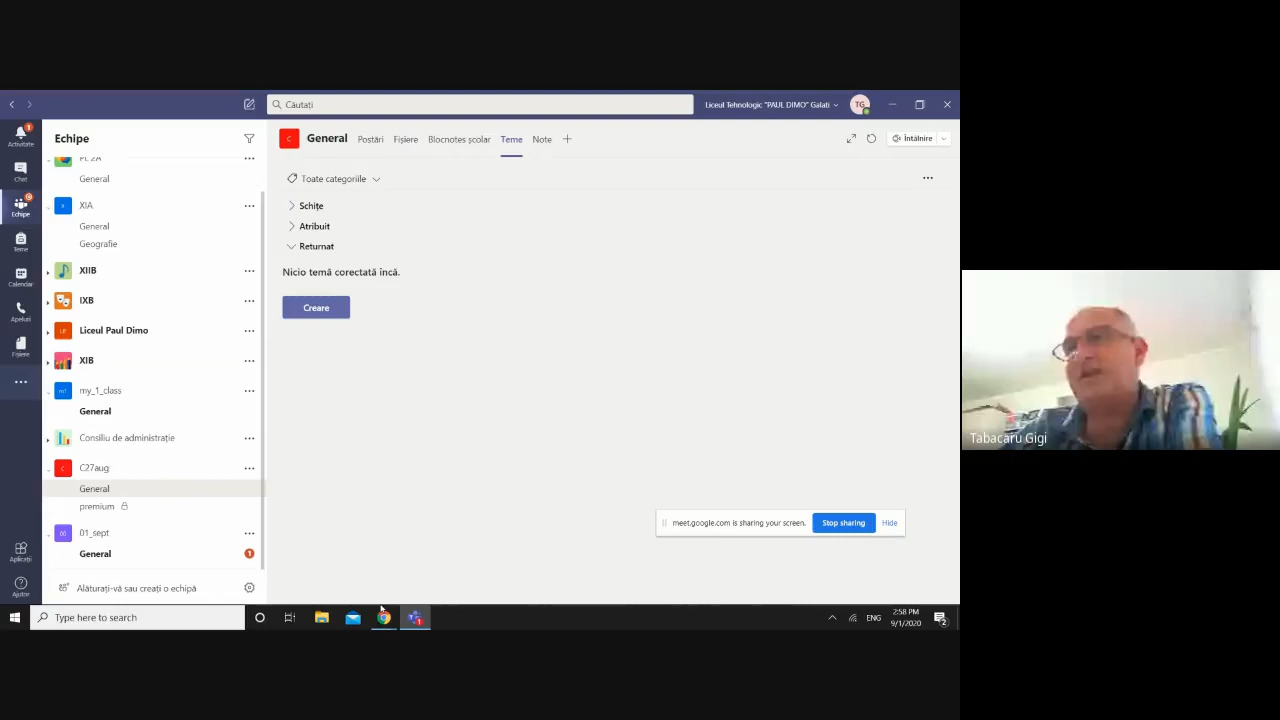 Căutați
Liceul Tehnologic "PAUL DIMO" Galati
TG
1
Activitate
Chat
Echipe
Teme
Calendar
Apeluri
Fișiere
Aplicații
Ajutor
Echipe
General
XIA
General
Geografie
XIIB
IXB
Liceul Paul Dimo
XIB
my_1_class
General
Consiliu de administrație
C27aug
General
premium
01_sept
General
1
Alăturați-vă sau creați o echipă
C
General
Postări
Fișiere
Blocnotes școlar
Teme
Note
Întâlnire
Toate categoriile
Schițe
Atribuit
Returnat
Nicio temă corectată încă.
Creare
meet.google.com is sharing your screen.
Stop sharing
Hide
Type here to search
ENG
2:58 PM
9/1/2020
2
Tabacaru Gigi